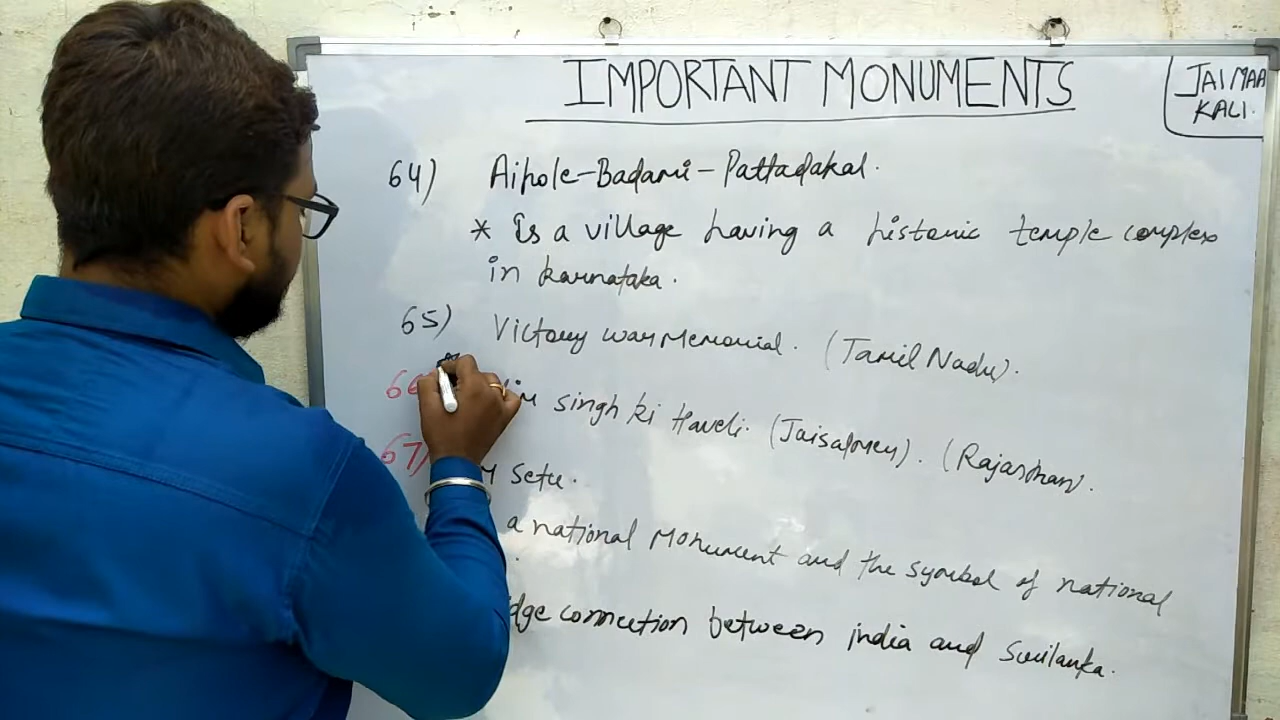 IMPORTANT MONUMENTS
JAI MAA
KALI.
64) Aihole-Badami-Pattadakal.
* is a village having a historic temple complex
in Karnataka.
65) Victory war Memorial. (Tamil Nadu).
66 singh ki Haveli. (Jaisalmer). (Rajasthan).
67) setu.
a national Monument and the symbol of national
connection between india and Srilanka.